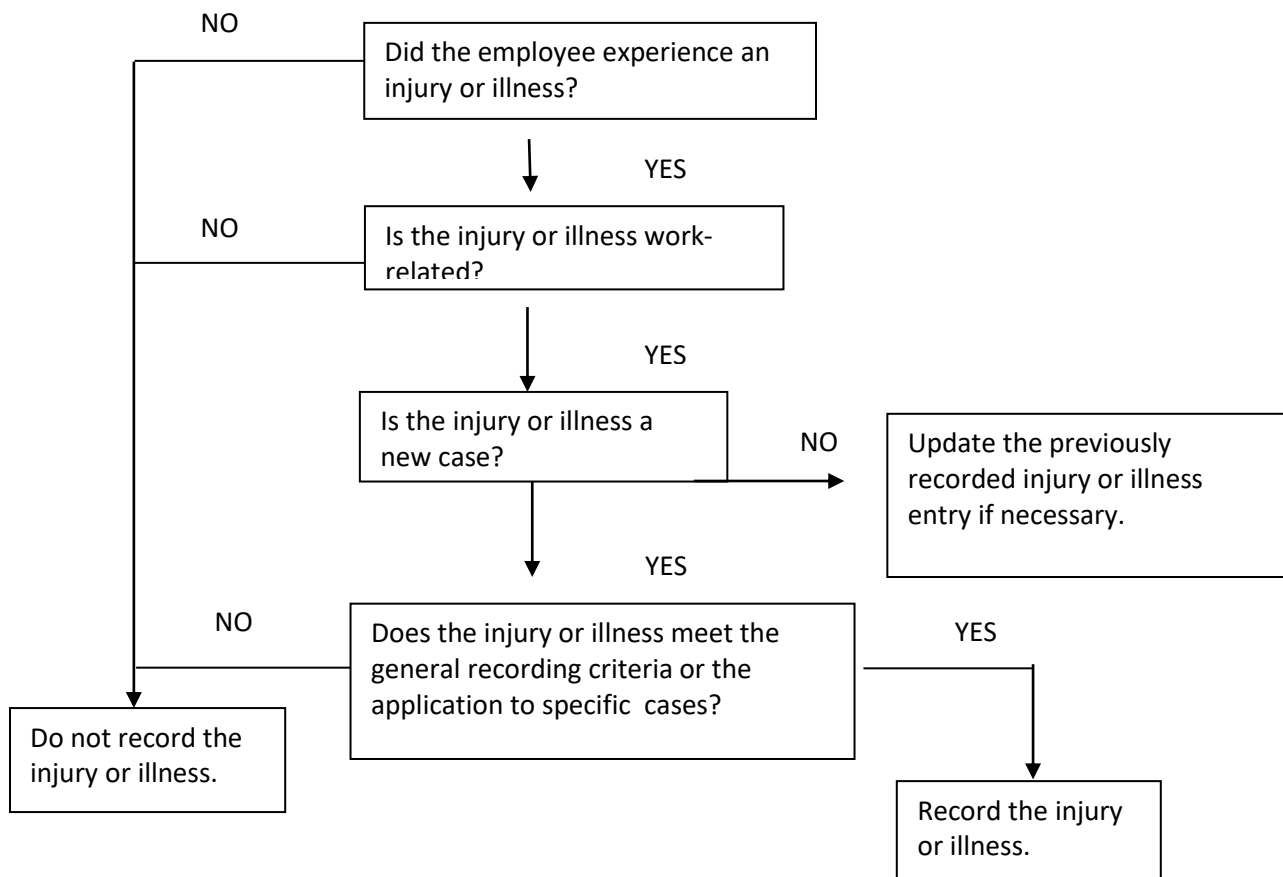 NO
Did the employee experience an
injury or illness?
YES
NO
Is the injury or illness work-
related?
YES
Is the injury or illness a
new case?
NO
Update the previously
recorded injury or illness
entry if necessary.
YES
NO
Does the injury or illness meet the
general recording criteria or the
application to specific  cases?
YES
Do not record the
injury or illness.
Record the injury
or illness.